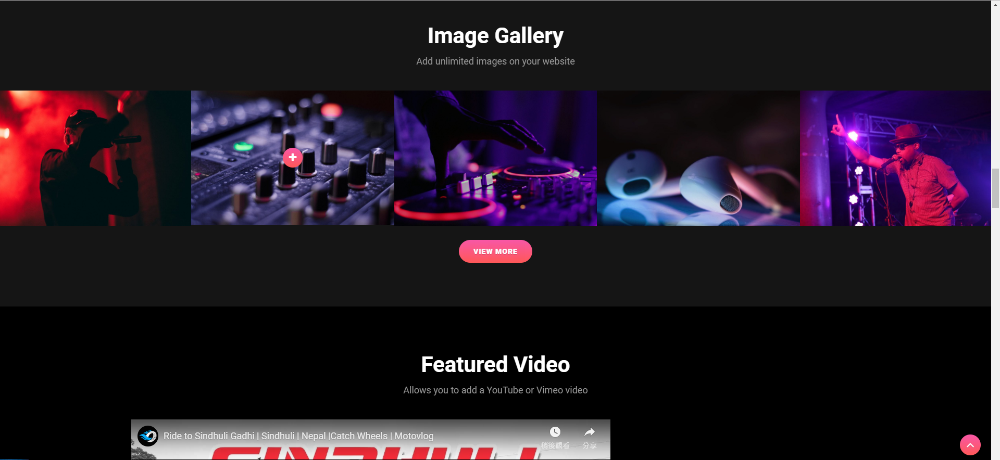 Image Gallery
Add unlimited images on your website
VIEW MORE
Featured Video
Allows you to add a YouTube or Vimeo video
Ride to Sindhuli Gadhi | Sindhuli | Nepal |Catch Wheels | Motovlog
稍後觀看
分享
SINDHULI